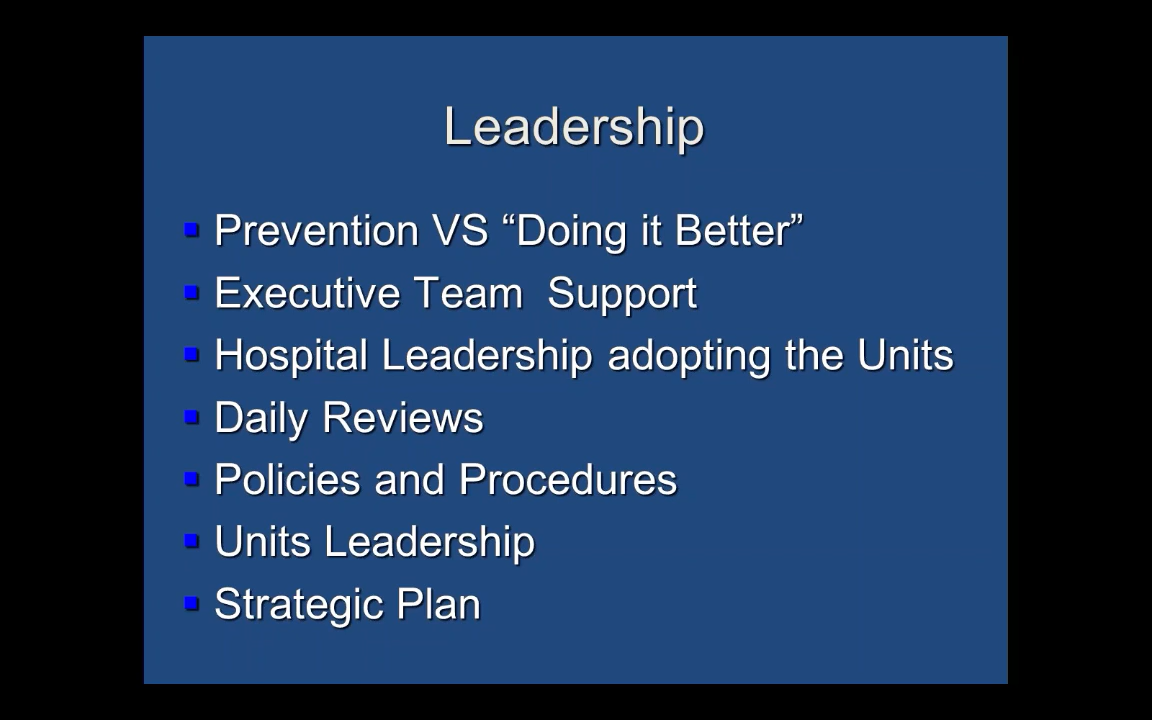 Leadership
Prevention VS “Doing it Better”
Executive Team  Support
Hospital Leadership adopting the Units
Daily Reviews
Policies and Procedures
Units Leadership
Strategic Plan